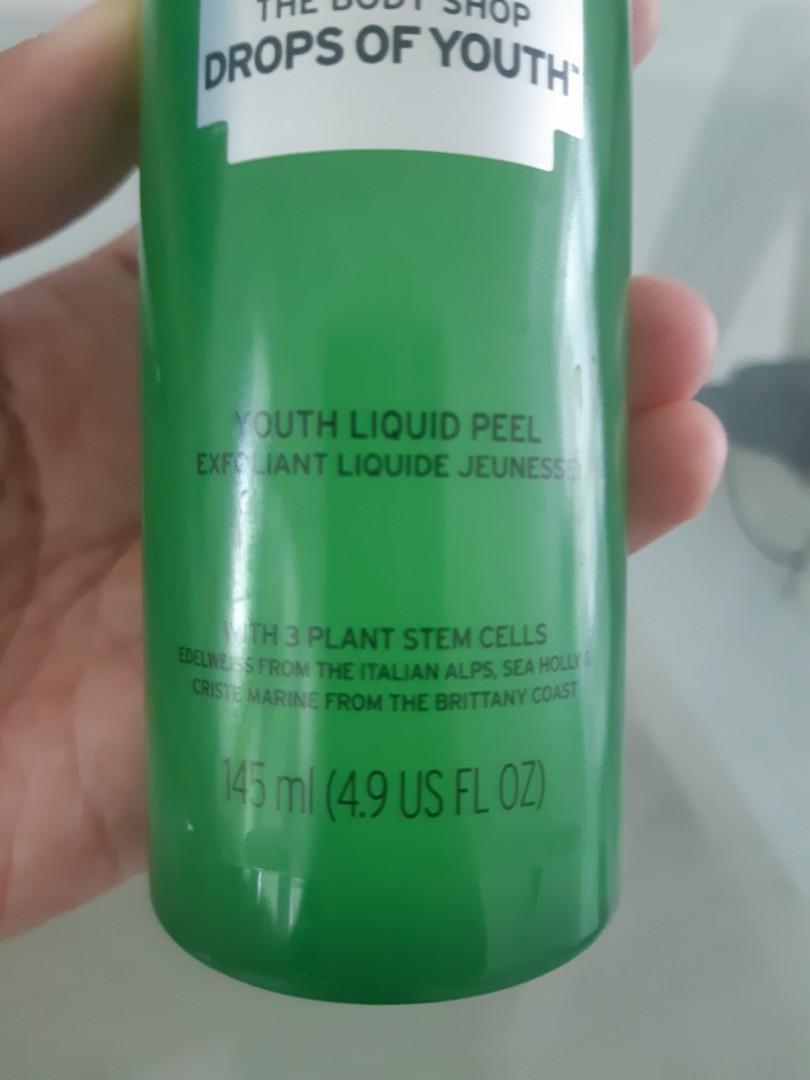 THE BODY SHOP
DROPS OF YOUTH™
YOUTH LIQUID PEEL
EXFOLIANT LIQUIDE JEUNESSE
WITH 3 PLANT STEM CELLS
EDELWEISS FROM THE ITALIAN ALPS, SEA HOLLY &
CRISTE MARINE FROM THE BRITTANY COAST
145 ml (4.9 US FL OZ)